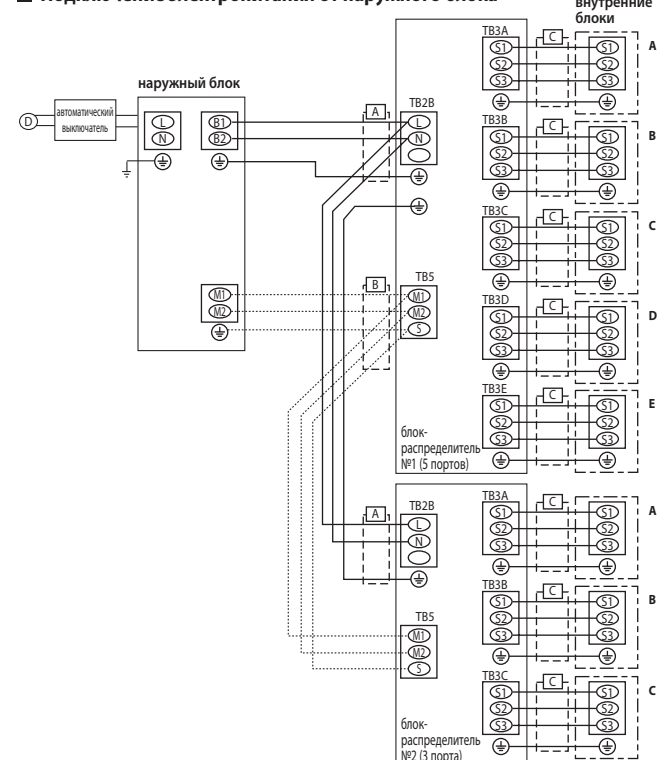 Подключение электропитания от наружного блока
внутренние
блоки
наружный блок
автоматический
выключатель
D
L
N
B1
B2
M1
M2
A
TB2B
L
N
B
TB5
M1
M2
S
TB3A
S1
S2
S3
C
S1
S2
S3
A
TB3B
S1
S2
S3
C
S1
S2
S3
B
TB3C
S1
S2
S3
C
S1
S2
S3
C
TB3D
S1
S2
S3
C
S1
S2
S3
D
TB3E
S1
S2
S3
C
S1
S2
S3
E
блок-
распределитель
№1 (5 портов)
A
TB2B
L
N
TB5
M1
M2
S
TB3A
S1
S2
S3
C
S1
S2
S3
A
TB3B
S1
S2
S3
C
S1
S2
S3
B
TB3C
S1
S2
S3
C
S1
S2
S3
C
блок-
распределитель
№2 (3 порта)